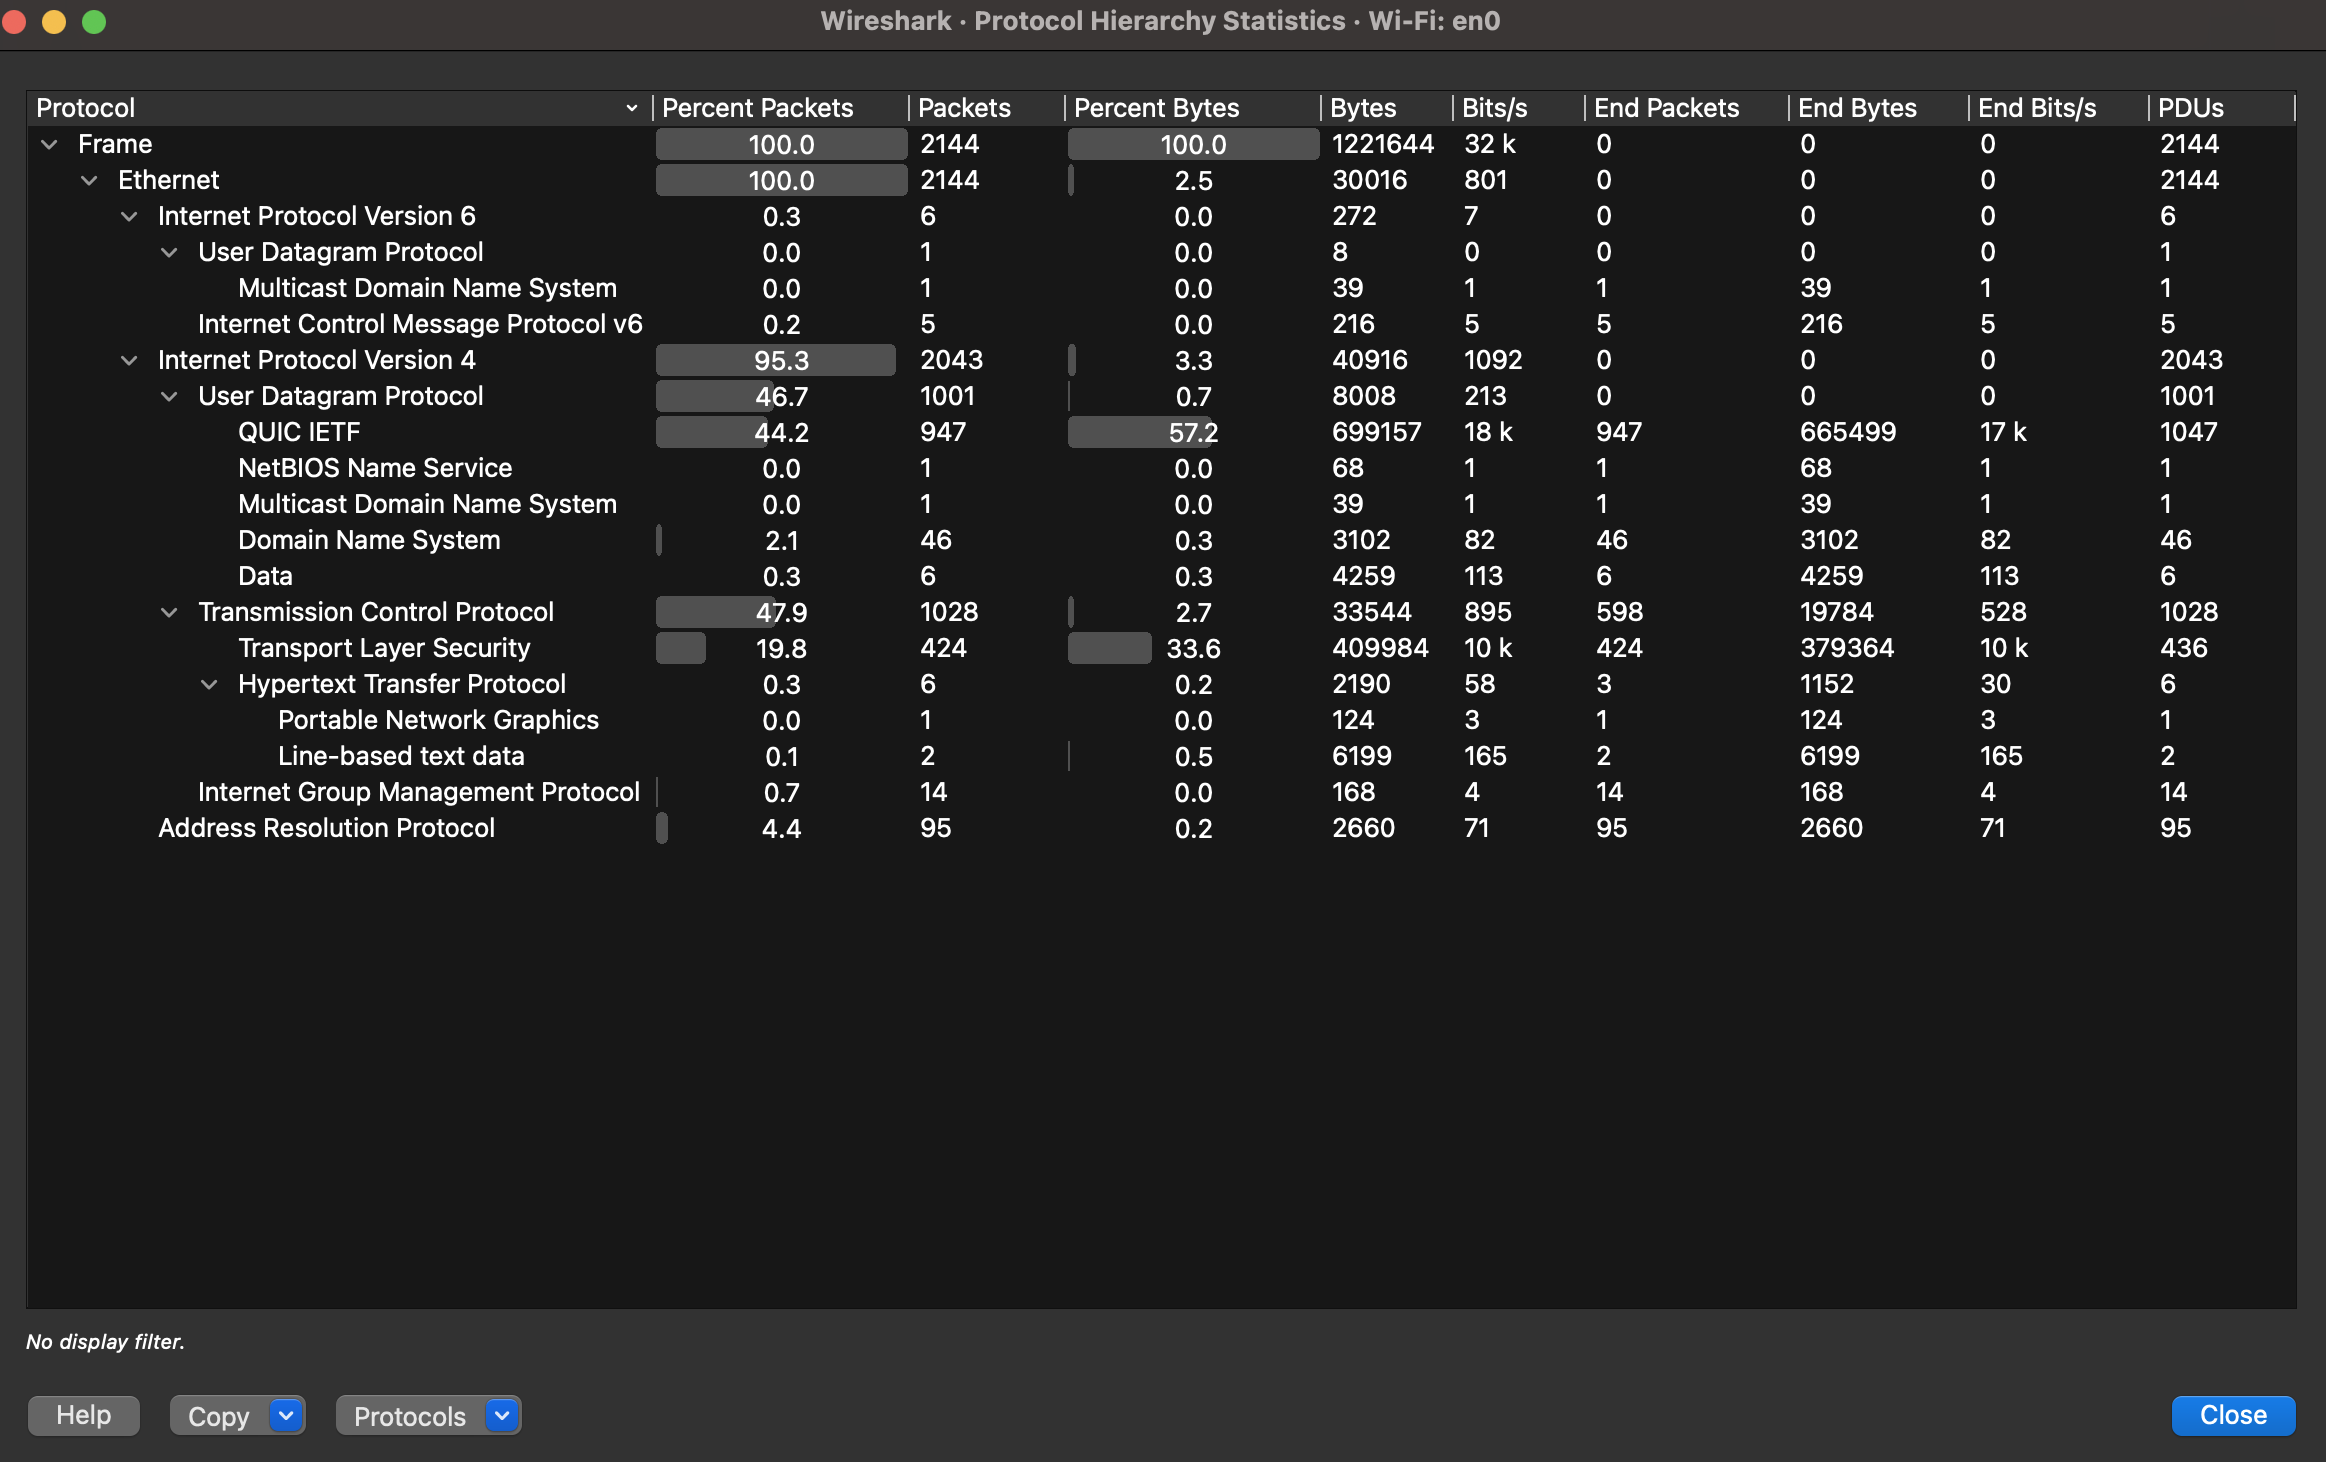 Wireshark · Protocol Hierarchy Statistics · Wi-Fi: en0
Protocol Percent Packets Packets Percent Bytes Bytes Bits/s End Packets End Bytes End Bits/s PDUs
Frame 100.0 2144 100.0 1221644 32 k 0 0 0 2144
Ethernet 100.0 2144 2.5 30016 801 0 0 0 2144
Internet Protocol Version 6 0.3 6 0.0 272 7 0 0 0 6
User Datagram Protocol 0.0 1 0.0 8 0 0 0 0 1
Multicast Domain Name System 0.0 1 0.0 39 1 1 39 1 1
Internet Control Message Protocol v6 0.2 5 0.0 216 5 5 216 5 5
Internet Protocol Version 4 95.3 2043 3.3 40916 1092 0 0 0 2043
User Datagram Protocol 46.7 1001 0.7 8008 213 0 0 0 1001
QUIC IETF 44.2 947 57.2 699157 18 k 947 665499 17 k 1047
NetBIOS Name Service 0.0 1 0.0 68 1 1 68 1 1
Multicast Domain Name System 0.0 1 0.0 39 1 1 39 1 1
Domain Name System 2.1 46 0.3 3102 82 46 3102 82 46
Data 0.3 6 0.3 4259 113 6 4259 113 6
Transmission Control Protocol 47.9 1028 2.7 33544 895 598 19784 528 1028
Transport Layer Security 19.8 424 33.6 409984 10 k 424 379364 10 k 436
Hypertext Transfer Protocol 0.3 6 0.2 2190 58 3 1152 30 6
Portable Network Graphics 0.0 1 0.0 124 3 1 124 3 1
Line-based text data 0.1 2 0.5 6199 165 2 6199 165 2
Internet Group Management Protocol 0.7 14 0.0 168 4 14 168 4 14
Address Resolution Protocol 4.4 95 0.2 2660 71 95 2660 71 95
No display filter.
Help Copy Protocols Close